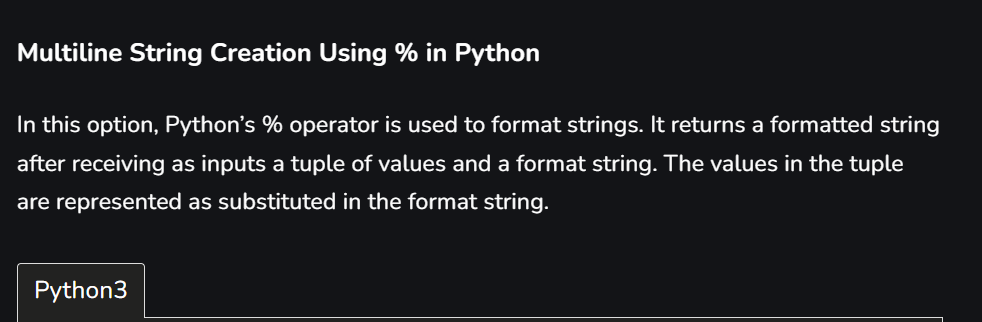 Multiline String Creation Using % in Python
In this option, Python’s % operator is used to format strings. It returns a formatted string
after receiving as inputs a tuple of values and a format string. The values in the tuple
are represented as substituted in the format string.
Python3